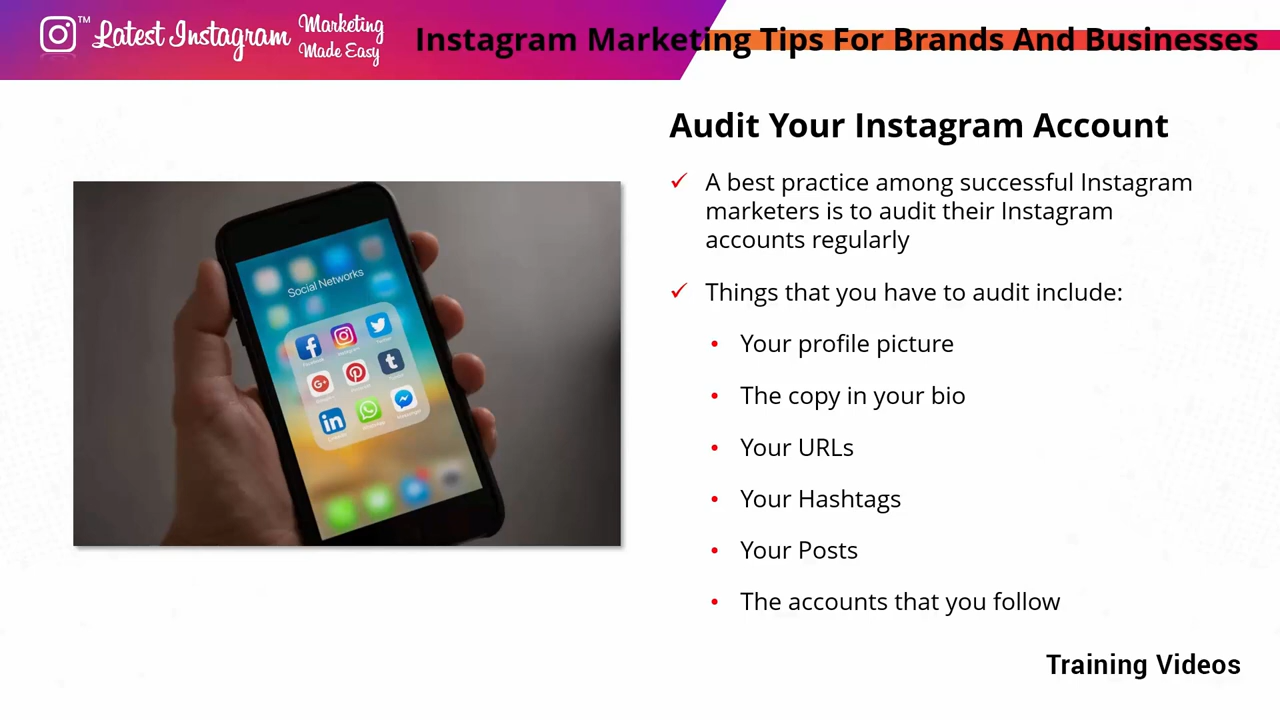 TM
Latest Instagram
Marketing
Made Easy
Instagram Marketing Tips For Brands And Businesses
Audit Your Instagram Account
A best practice among successful Instagram
marketers is to audit their Instagram
accounts regularly
Things that you have to audit include:
• Your profile picture
• The copy in your bio
• Your URLs
• Your Hashtags
• Your Posts
• The accounts that you follow
Social Networks
Training Videos